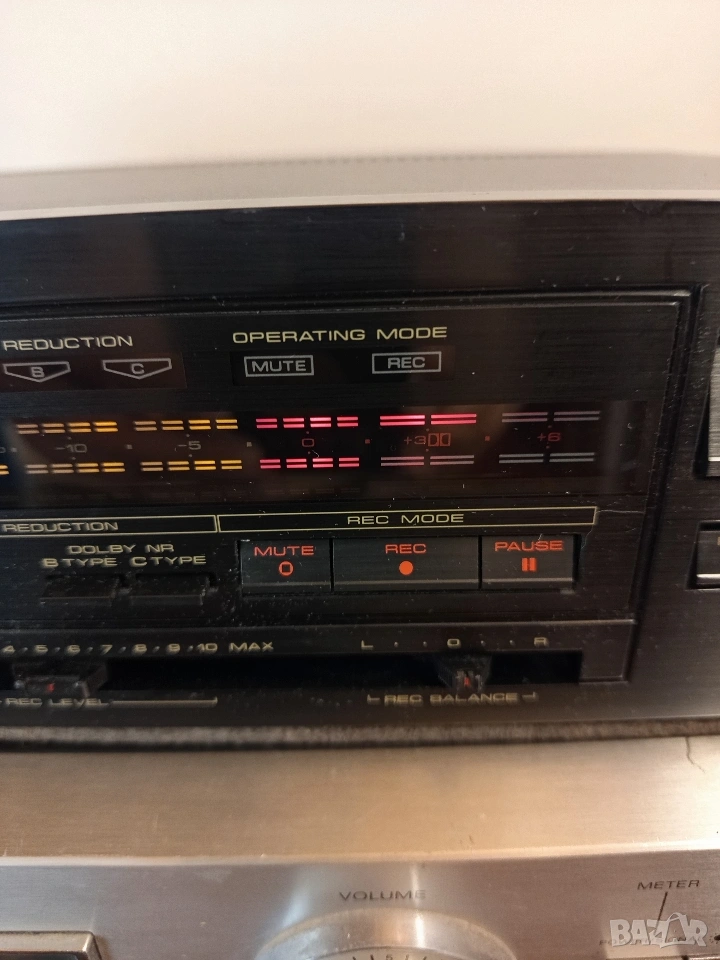 REDUCTION OPERATING MODE
B C MUTE REC
-10 -5 0 +3 +6
REDUCTION REC MODE
DOLBY NR MUTE REC PAUSE
B TYPE C TYPE
4 5 6 7 8 9 10 MAX L 0 R
REC LEVEL REC BALANCE
VOLUME METER
BAZAR